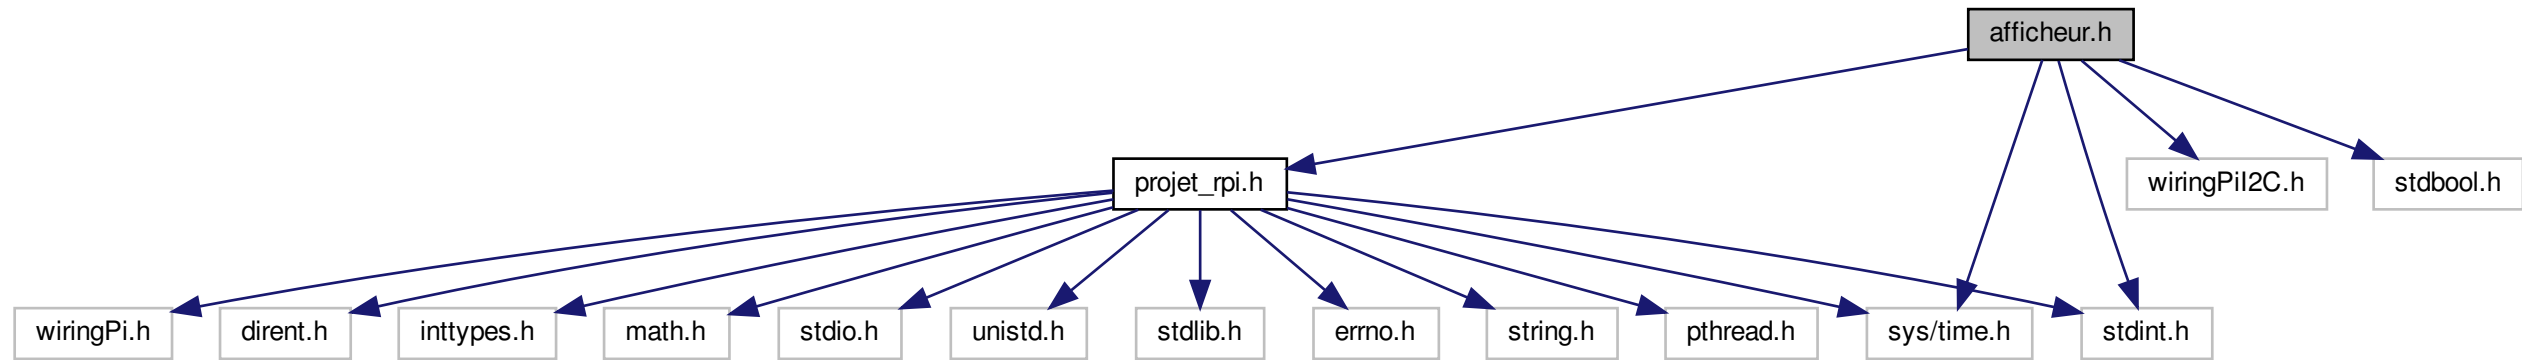 afficheur.h
projet_rpi.h
wiringPiI2C.h
stdbool.h
wiringPi.h
dirent.h
inttypes.h
math.h
stdio.h
unistd.h
stdlib.h
errno.h
string.h
pthread.h
sys/time.h
stdint.h